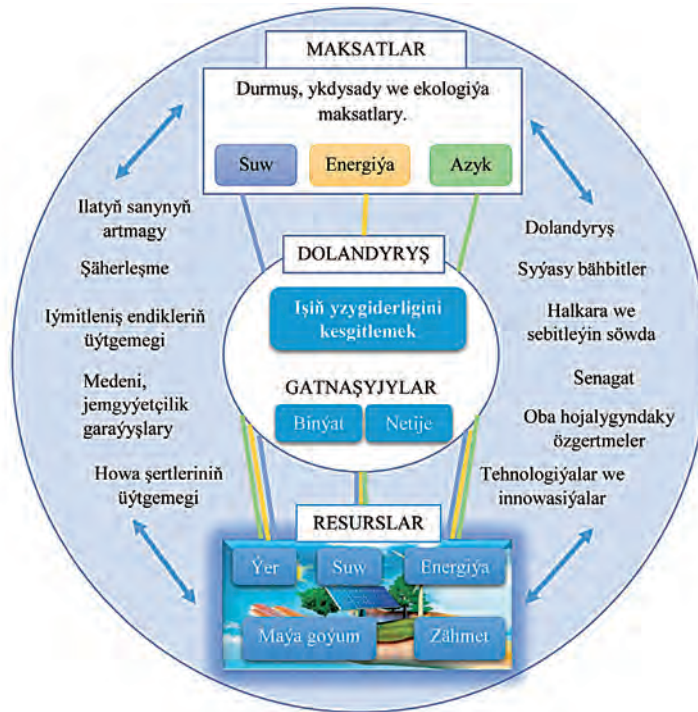 MAKSATLAR
Durmuş, ykdysady we ekologiýa
maksatlary.
Suw
Energiýa
Azyk
Ilatyň sanynyň
artmagy
Şäherleşme
Iýmitleniş endikleriň
üýtgemegi
Medeni,
jemgyýetçilik
garaýyşlary
Howa şertleriniň
üýtgemegi
DOLANDYRYŞ
Işiň yzygiderligini
kesgitlemek
GATNAŞYJYLAR
Binýat
Netije
Dolandyryş
Syýasy bähbitler
Halkara we
sebitleýin söwda
Senagat
Oba hojalygyndaky
özgertmeler
Tehnologiýalar we
innowasiýalar
RESURSLAR
Ýer
Suw
Energiýa
Maýa goýum
Zähmet